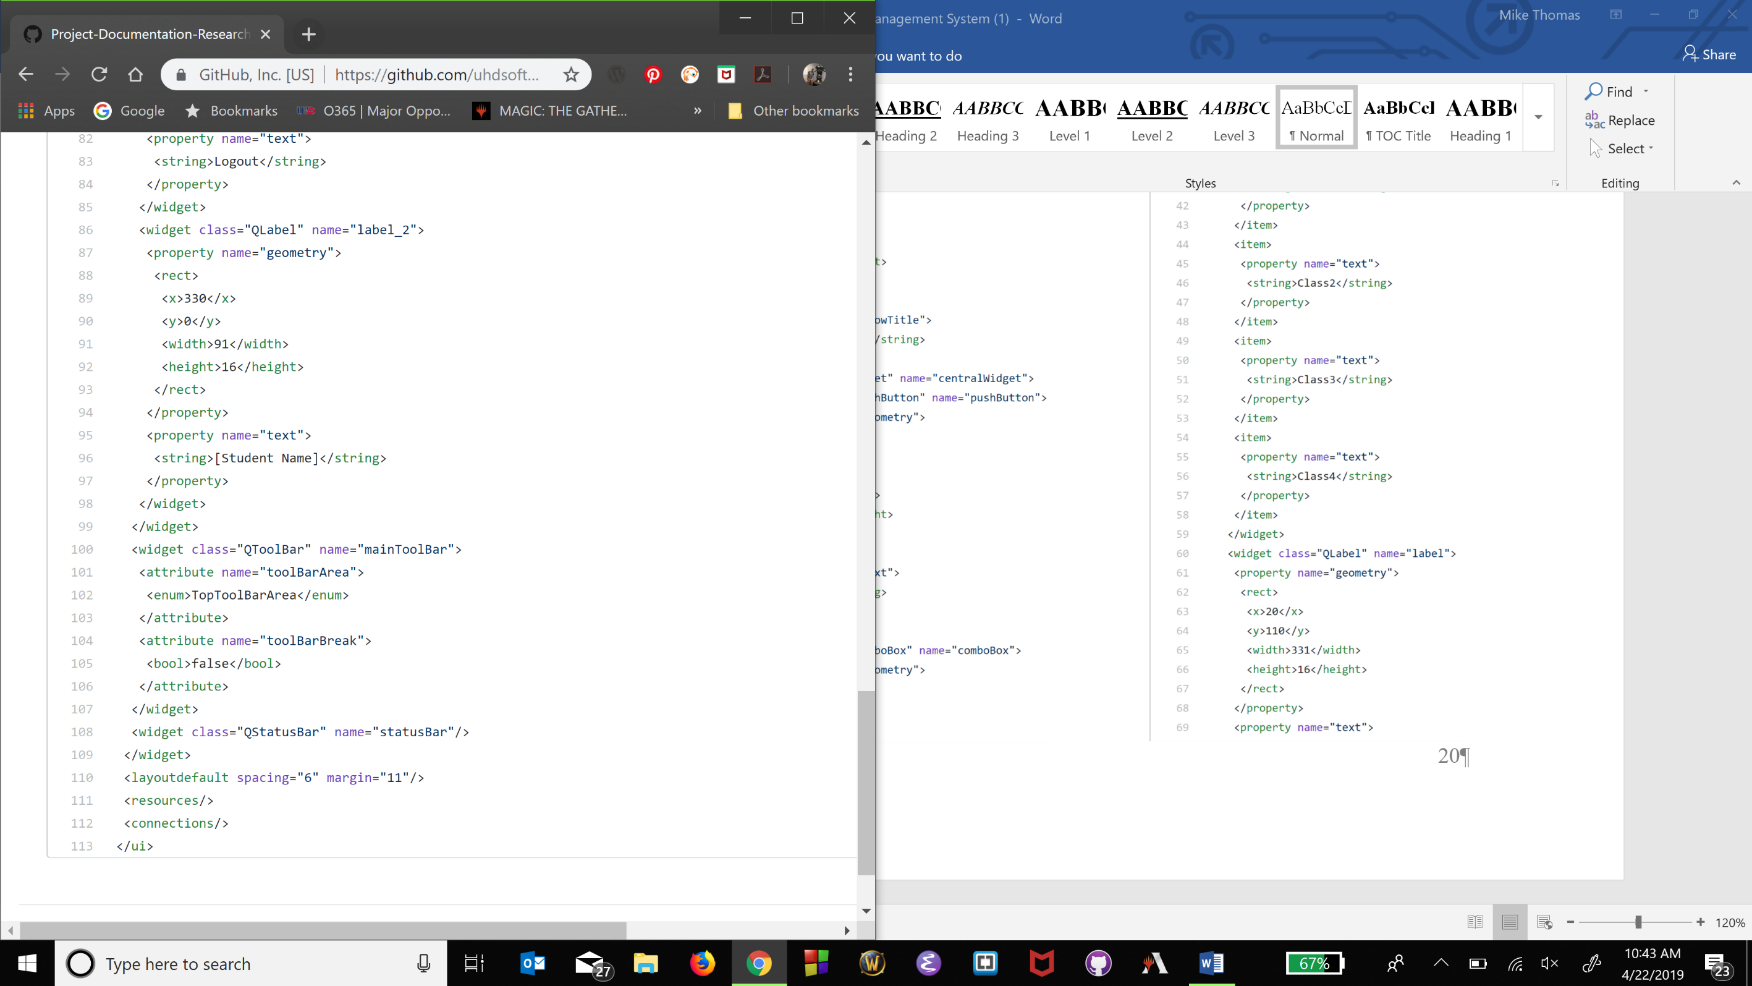 Project-Documentation-Research
GitHub, Inc. [US]
https://github.com/uhdsoft...
Apps
Google
Bookmarks
O365 | Major Oppo...
MAGIC: THE GATHE...
»
Other bookmarks
82 <property name="text">
83 <string>Logout</string>
84 </property>
85 </widget>
86 <widget class="QLabel" name="label_2">
87 <property name="geometry">
88 <rect>
89 <x>330</x>
90 <y>0</y>
91 <width>91</width>
92 <height>16</height>
93 </rect>
94 </property>
95 <property name="text">
96 <string>[Student Name]</string>
97 </property>
98 </widget>
99 </widget>
100 <widget class="QToolBar" name="mainToolBar">
101 <attribute name="toolBarArea">
102 <enum>TopToolBarArea</enum>
103 </attribute>
104 <attribute name="toolBarBreak">
105 <bool>false</bool>
106 </attribute>
107 </widget>
108 <widget class="QStatusBar" name="statusBar"/>
109 </widget>
110 <layoutdefault spacing="6" margin="11"/>
111 <resources/>
112 <connections/>
113 </ui>
anagement System (1) - Word
Mike Thomas
you want to do
Share
AABBC AABBCC AABB AABBC AABBCC AaBbCcD AaBbCcI AABB
Heading 2
Heading 3
Level 1
Level 2
Level 3
¶ Normal
¶ TOC Title
Heading 1
Styles
Find
Replace
Select
Editing
t>
owTitle">
/string>
et" name="centralWidget">
hButton" name="pushButton">
ometry">
>
ht>
xt">
g>
boBox" name="comboBox">
ometry">
42 </property>
43 </item>
44 <item>
45 <property name="text">
46 <string>Class2</string>
47 </property>
48 </item>
49 <item>
50 <property name="text">
51 <string>Class3</string>
52 </property>
53 </item>
54 <item>
55 <property name="text">
56 <string>Class4</string>
57 </property>
58 </item>
59 </widget>
60 <widget class="QLabel" name="label">
61 <property name="geometry">
62 <rect>
63 <x>20</x>
64 <y>110</y>
65 <width>331</width>
66 <height>16</height>
67 </rect>
68 </property>
69 <property name="text">
20¶
120%
Type here to search
27
67%
10:43 AM
4/22/2019
23